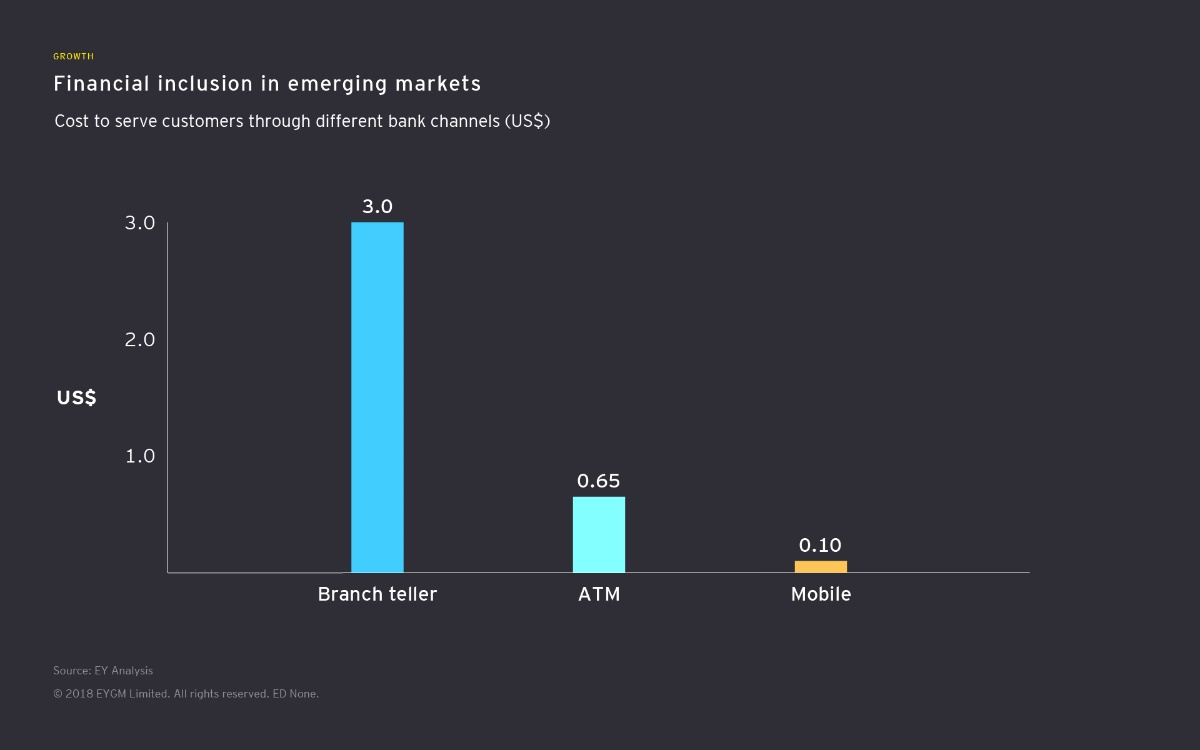 GROWTH
Financial inclusion in emerging markets
Cost to serve customers through different bank channels (US$)
3.0
3.0
2.0
US$
1.0
0.65
0.10
Branch teller
ATM
Mobile
Source: EY Analysis
© 2018 EYGM Limited. All rights reserved. ED None.